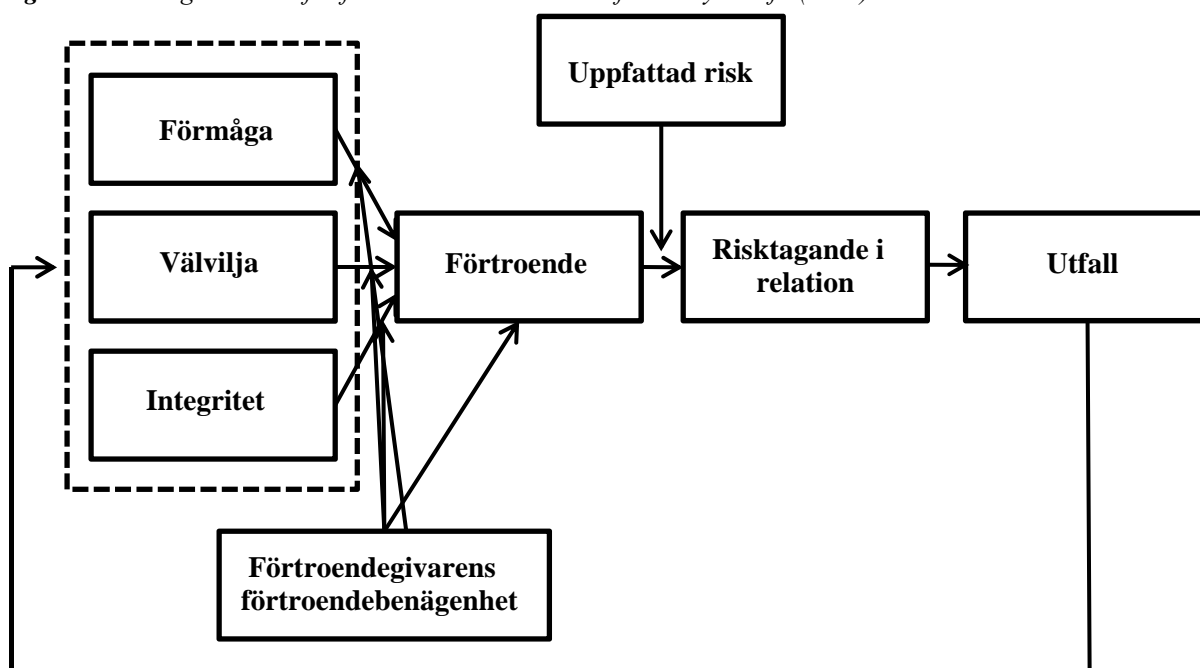 Uppfattad risk
Förmåga
Välvilja
Förtroende
Risktagande i
relation
Utfall
Integritet
Förtroendegivarens
förtroendebenägenhet